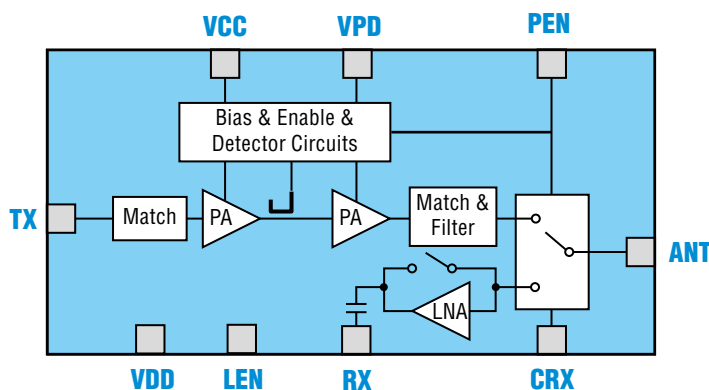 VCC VPD PEN
Bias & Enable &
Detector Circuits
TX
Match
PA
PA
Match &
Filter
ANT
LNA
VDD LEN RX CRX